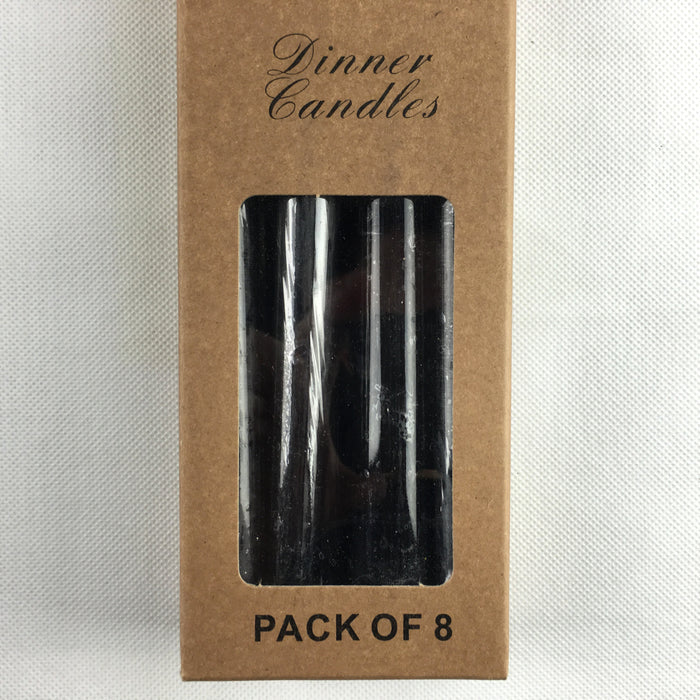 Dinner
Candles
PACK OF 8